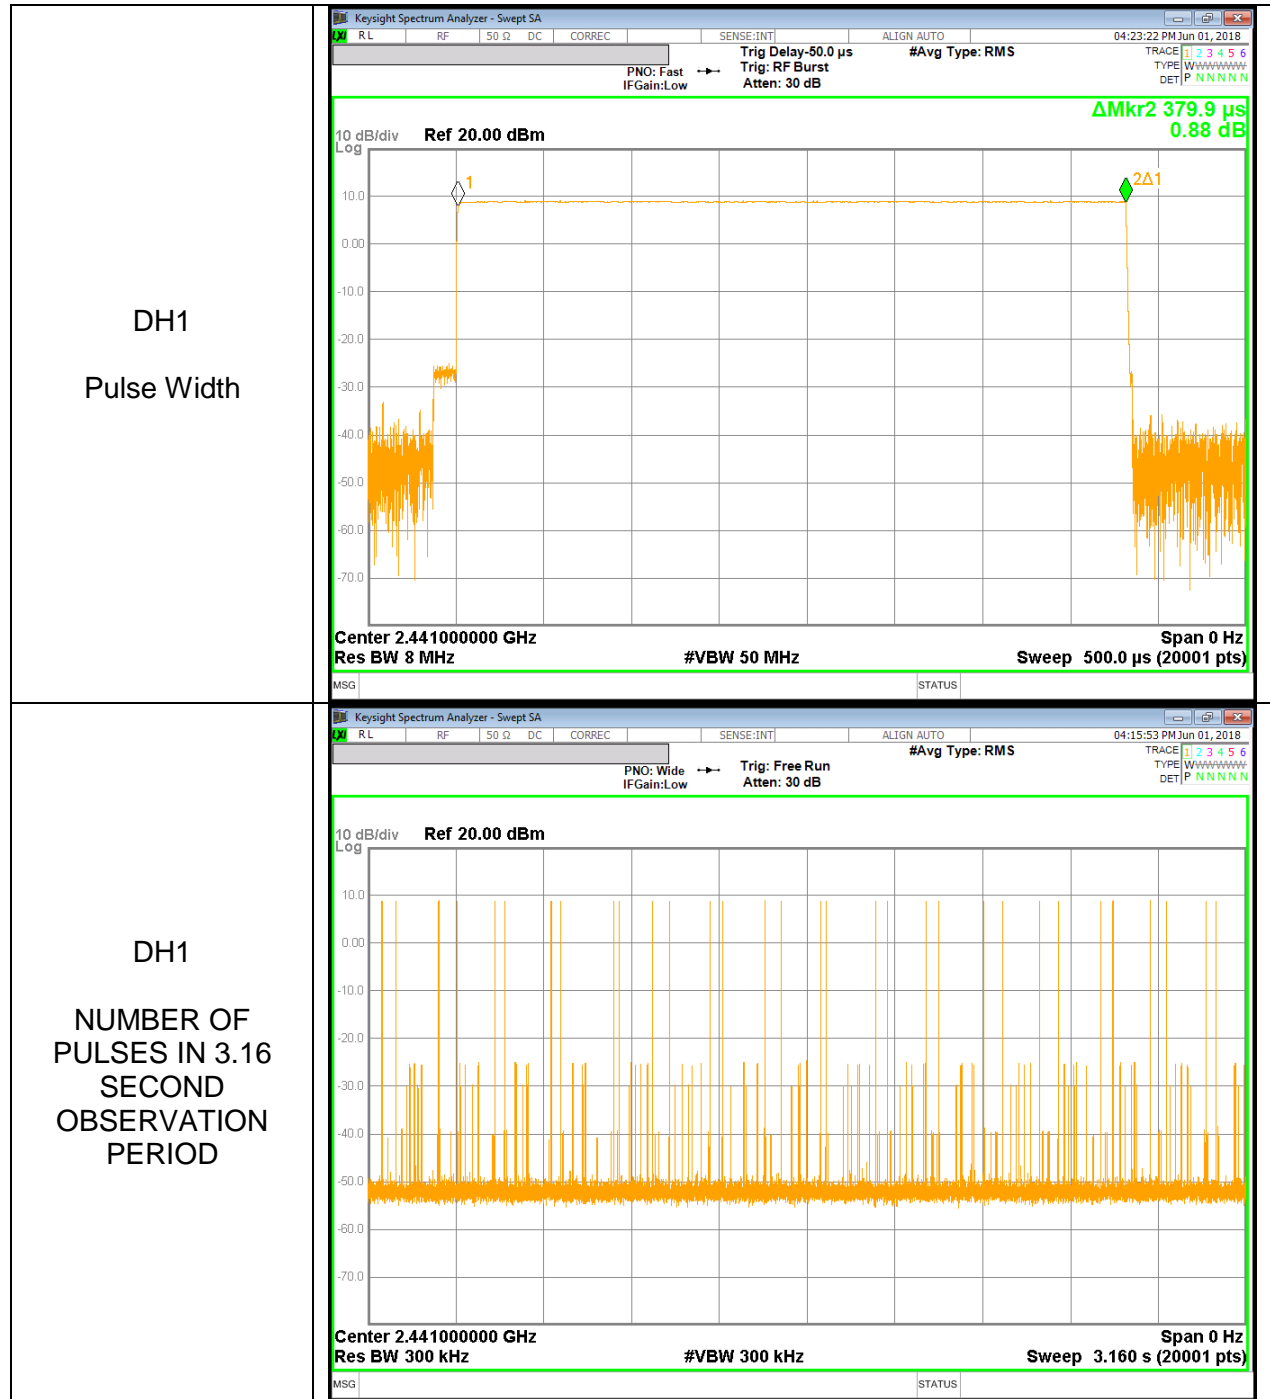 DH1
Pulse Width
Keysight Spectrum Analyzer - Swept SA
LXI RL RF 50 Ω DC CORREC SENSE:INT ALIGN AUTO 04:23:22 PM Jun 01, 2018
Trig Delay-50.0 µs #Avg Type: RMS TRACE 1 2 3 4 5 6
PNO: Fast Trig: RF Burst TYPE WWWWWW
IFGain:Low Atten: 30 dB DET P N N N N N
ΔMkr2 379.9 µs
0.88 dB
10 dB/div Ref 20.00 dBm
Log
1
2Δ1
10.0
0.00
-10.0
-20.0
-30.0
-40.0
-50.0
-60.0
-70.0
Center 2.441000000 GHz Span 0 Hz
Res BW 8 MHz #VBW 50 MHz Sweep 500.0 µs (20001 pts)
MSG STATUS
DH1
NUMBER OF
PULSES IN 3.16
SECOND
OBSERVATION
PERIOD
Keysight Spectrum Analyzer - Swept SA
LXI RL RF 50 Ω DC CORREC SENSE:INT ALIGN AUTO 04:15:53 PM Jun 01, 2018
#Avg Type: RMS TRACE 1 2 3 4 5 6
PNO: Wide Trig: Free Run TYPE WWWWWW
IFGain:Low Atten: 30 dB DET P N N N N N
10 dB/div Ref 20.00 dBm
Log
10.0
0.00
-10.0
-20.0
-30.0
-40.0
-50.0
-60.0
-70.0
Center 2.441000000 GHz Span 0 Hz
Res BW 300 kHz #VBW 300 kHz Sweep 3.160 s (20001 pts)
MSG STATUS